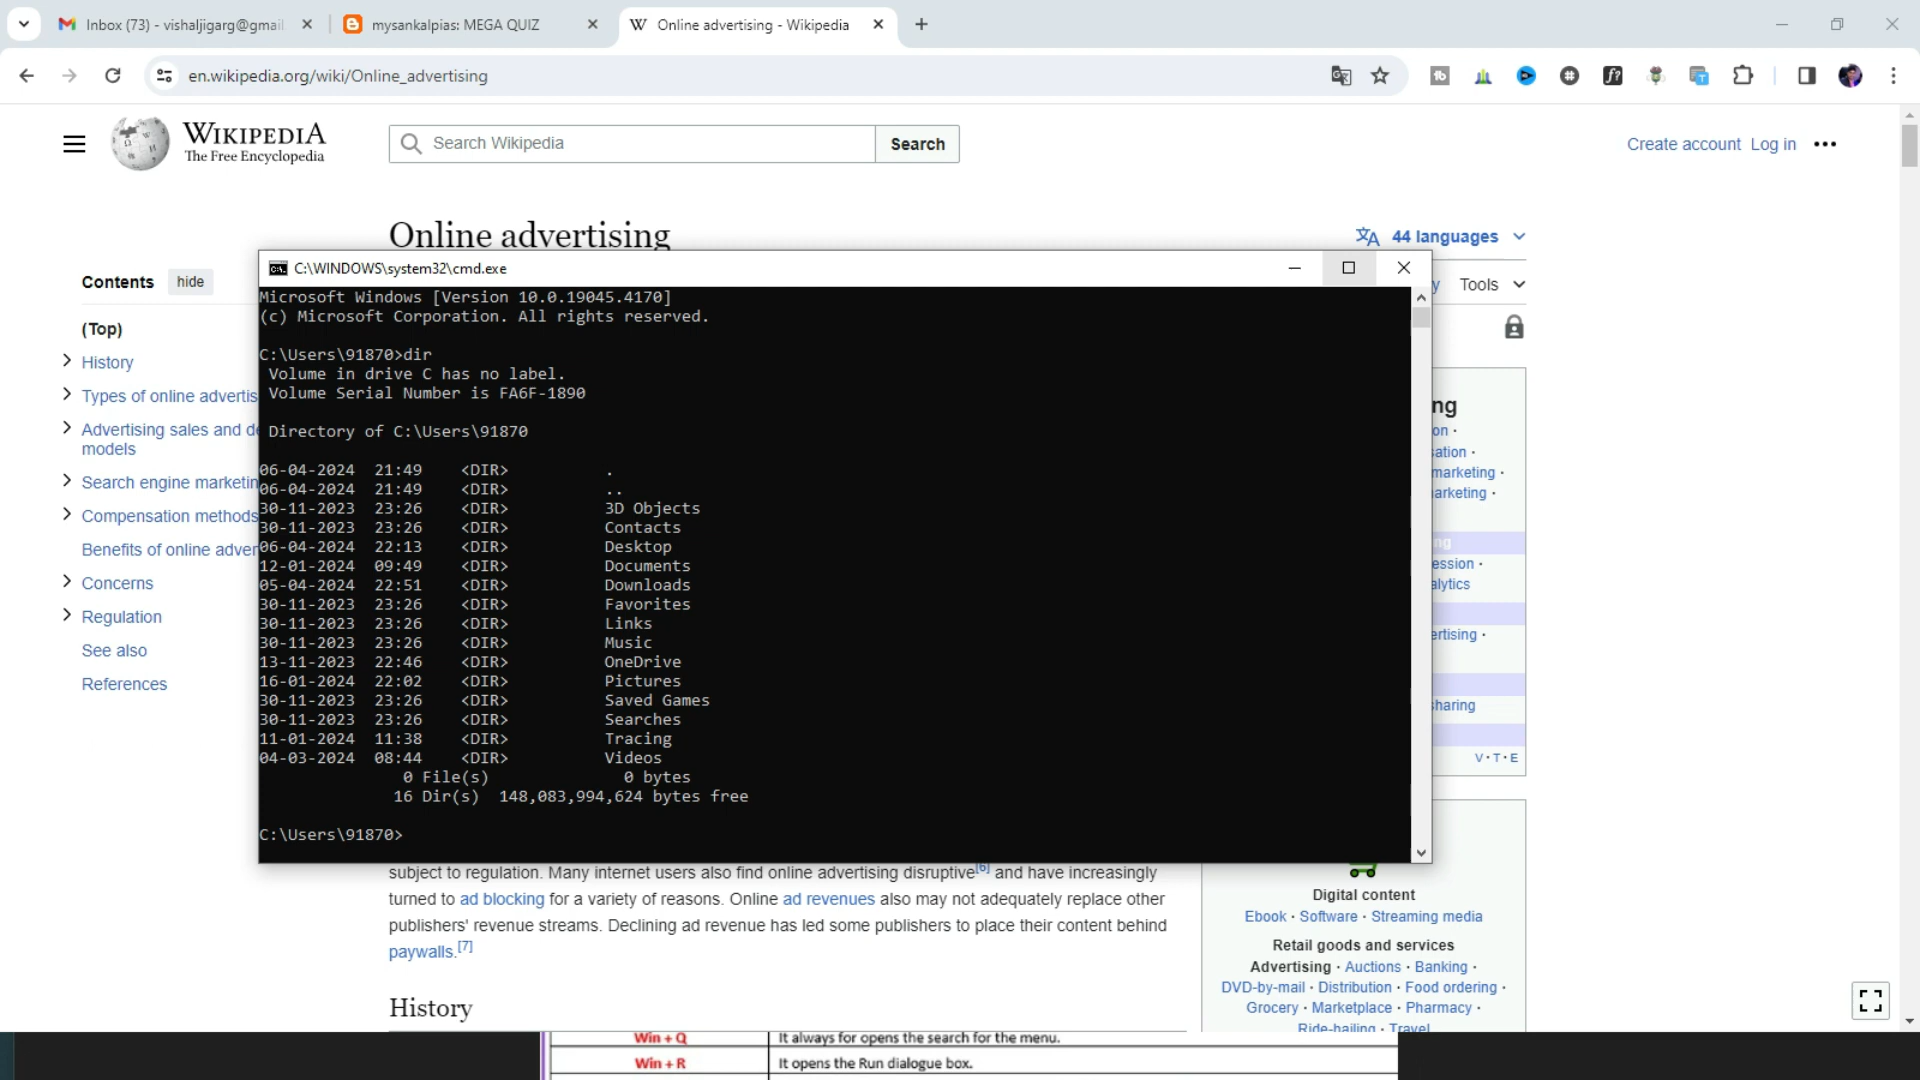 Inbox (73) - vishaljigarg@gmai
mysankalpias: MEGA QUIZ
Online advertising - Wikipedia
en.wikipedia.org/wiki/Online_advertising
WIKIPEDIA
The Free Encyclopedia
Search Wikipedia
Search
Create account Log in
Online advertising
44 languages
Contents hide
Tools
(Top)
History
Types of online advertis
Advertising sales and de
models
Search engine marketin
Compensation methods
Benefits of online adver
Concerns
Regulation
See also
References
C:\WINDOWS\system32\cmd.exe
Microsoft Windows [Version 10.0.19045.4170]
(c) Microsoft Corporation. All rights reserved.
C:\Users\91870>dir
Volume in drive C has no label.
Volume Serial Number is FA6F-1890
Directory of C:\Users\91870
06-04-2024 21:49 <DIR> .
06-04-2024 21:49 <DIR> ..
30-11-2023 23:26 <DIR> 3D Objects
30-11-2023 23:26 <DIR> Contacts
06-04-2024 22:13 <DIR> Desktop
12-01-2024 09:49 <DIR> Documents
05-04-2024 22:51 <DIR> Downloads
30-11-2023 23:26 <DIR> Favorites
30-11-2023 23:26 <DIR> Links
30-11-2023 23:26 <DIR> Music
13-11-2023 22:46 <DIR> OneDrive
16-01-2024 22:02 <DIR> Pictures
30-11-2023 23:26 <DIR> Saved Games
30-11-2023 23:26 <DIR> Searches
11-01-2024 11:38 <DIR> Tracing
04-03-2024 08:44 <DIR> Videos
0 File(s) 0 bytes
16 Dir(s) 148,083,994,624 bytes free
C:\Users\91870>
y
ng
on ·
sation ·
marketing ·
arketing ·
ng
ession ·
alytics
ertising ·
sharing
V · T · E
subject to regulation. Many internet users also find online advertising disruptive[6] and have increasingly
turned to ad blocking for a variety of reasons. Online ad revenues also may not adequately replace other
publishers' revenue streams. Declining ad revenue has led some publishers to place their content behind
paywalls.[7]
History
Digital content
Ebook · Software · Streaming media
Retail goods and services
Advertising · Auctions · Banking ·
DVD-by-mail · Distribution · Food ordering ·
Grocery · Marketplace · Pharmacy ·
Ride-hailing · Travel
Win + Q It always for opens the search for the menu.
Win + R It opens the Run dialogue box.